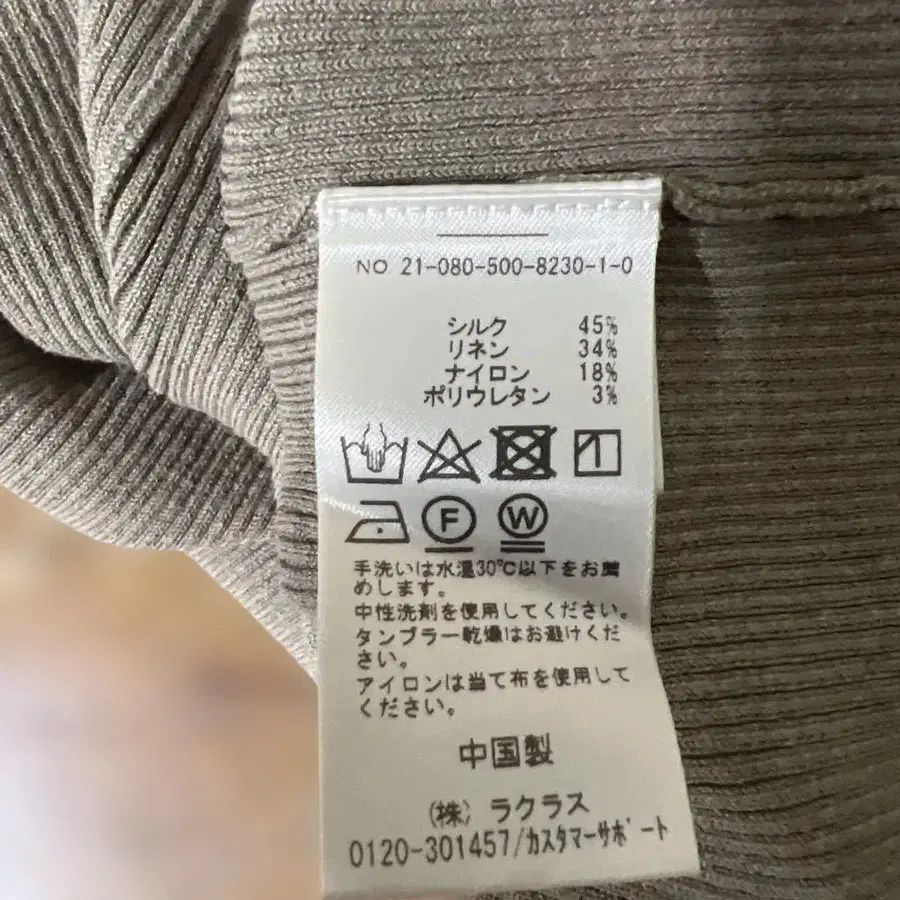 NO 21-080-500-8230-1-0
シルク 45%
リネン 34%
ナイロン 18%
ポリウレタン 3%
F W
手洗いは水温30℃以下をお薦
めします。
中性洗剤を使用してください。
タンブラー乾燥はお避けくだ
さい。
アイロンは当て布を使用して
ください。
中国製
(株) ラクラス
0120-301457/カスタマーサポート